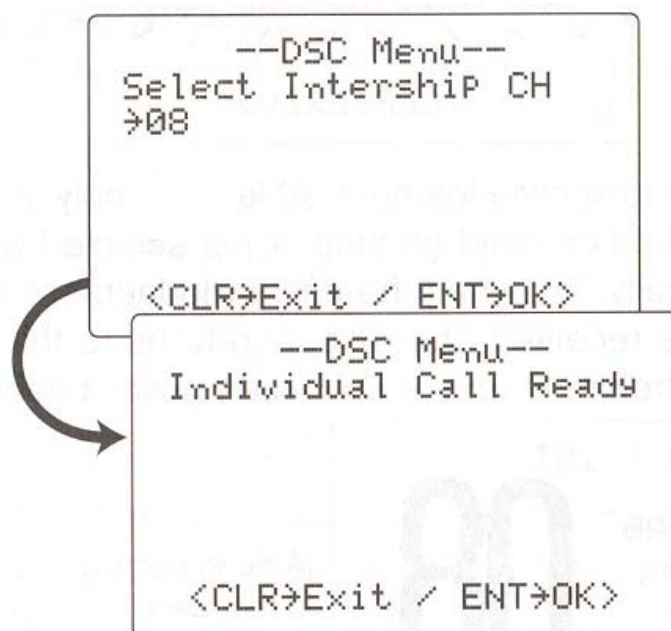 --DSC Menu--
Select IntershiP CH
→08
<CLR→Exit / ENT→OK>
--DSC Menu--
Individual Call Ready
<CLR→Exit / ENT→OK>